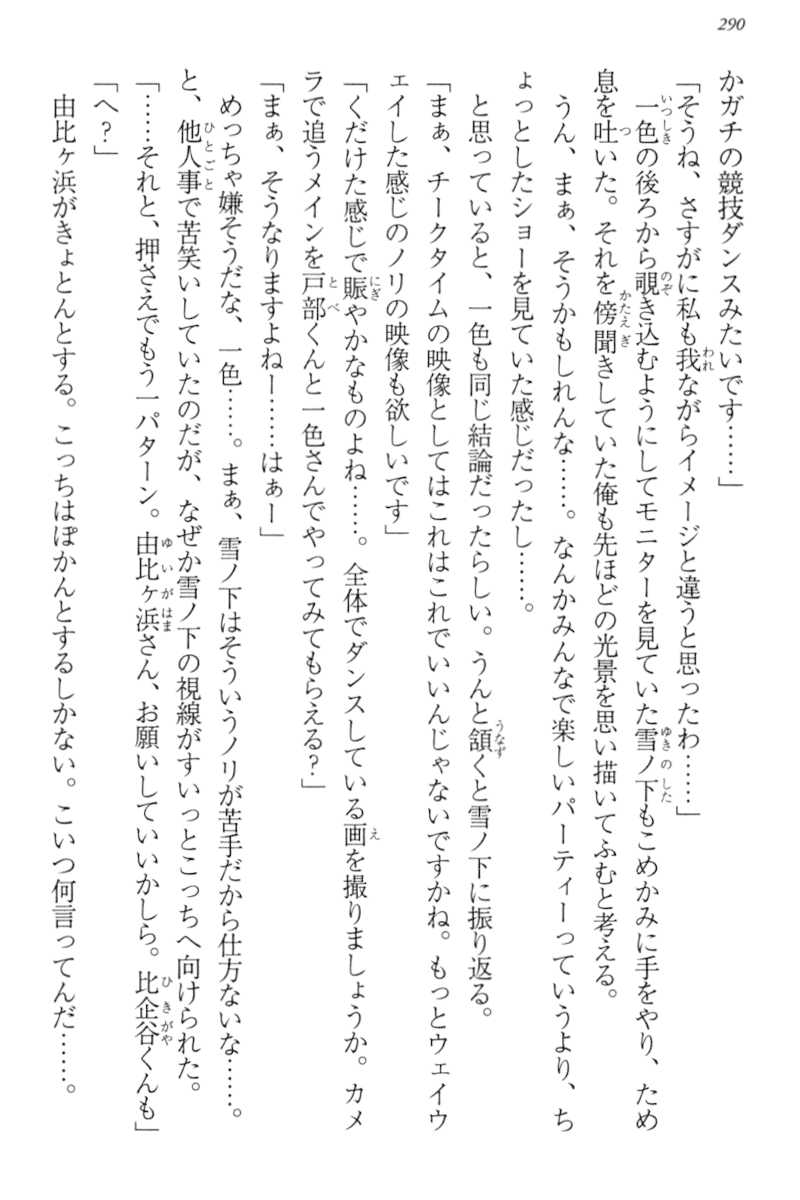 290
かガチの競技ダンスみたいです……」
「そうね、さすがに私も我ながらイメージと違うと思ったわ……」
一色の後ろから覗き込むようにしてモニターを見ていた雪ノ下もこめかみに手をやり、ため
息を吐いた。それを傍聞きしていた俺も先ほどの光景を思い描いてふむと考える。
うん、まぁ、そうかもしれんな……。なんかみんなで楽しいパーティーっていうより、ち
ょっとしたショーを見ていた感じだったし……。
と思っていると、一色も同じ結論だったらしい。うんと頷くと雪ノ下に振り返る。
「まぁ、チークタイムの映像としてはこれはこれでいいんじゃないですかね。もっとウェイウ
ェイした感じのノリの映像も欲しいです」
「くだけた感じで賑やかなものよね……。全体でダンスしている画を撮りましょうか。カメ
ラで追うメインを戸部くんと一色さんでやってみてもらえる？」
「まぁ、そうなりますよねー……はぁー」
めっちゃ嫌そうだな、一色……。まぁ、雪ノ下はそういうノリが苦手だから仕方ないな……。
と、他人事で苦笑いしていたのだが、なぜか雪ノ下の視線がすいっとこっちへ向けられた。
「……それと、押さえでもう一パターン。由比ヶ浜さん、お願いしていいかしら。比企谷くんも」
「へ？」
由比ヶ浜がきょとんとする。こっちはぽかんとするしかない。こいつ何言ってんだ……。